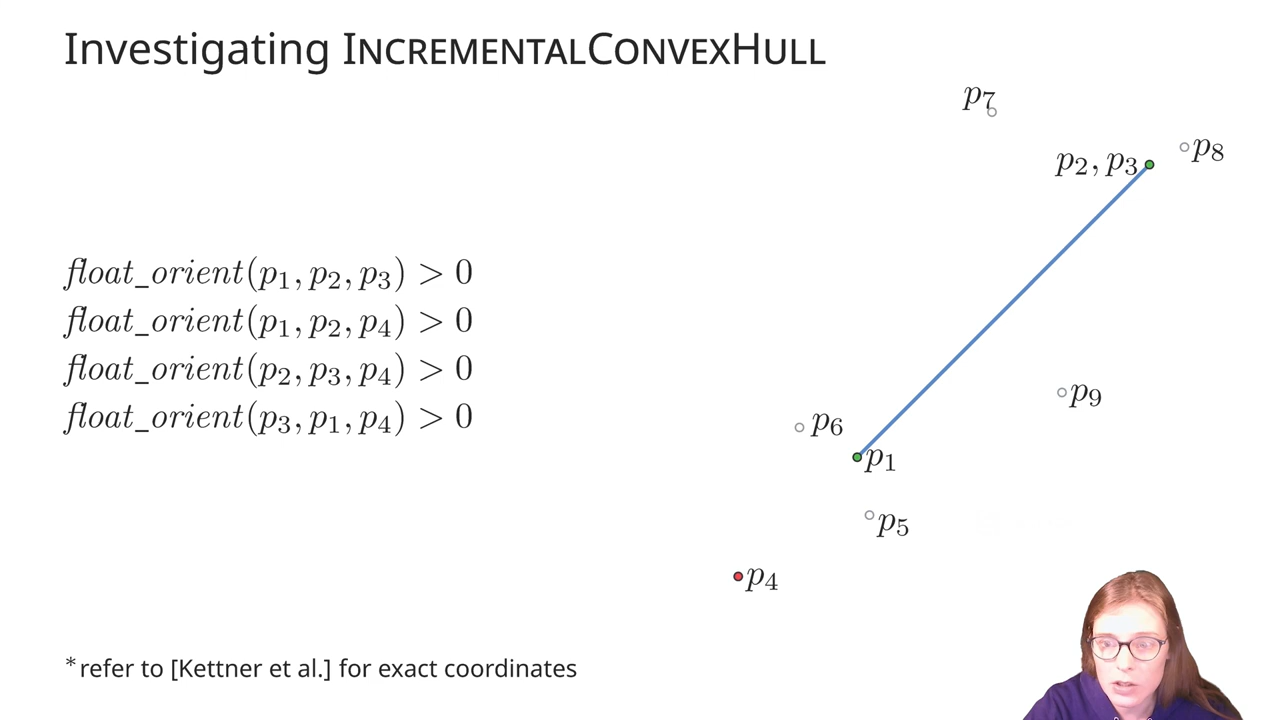 Investigating INCREMENTALCONVEXHULL
p₇
p₂, p₃
p₈
float_orient(p₁, p₂, p₃) > 0
float_orient(p₁, p₂, p₄) > 0
float_orient(p₂, p₃, p₄) > 0
float_orient(p₃, p₁, p₄) > 0
p₉
p₆
p₁
p₅
p₄
*refer to [Kettner et al.] for exact coordinates